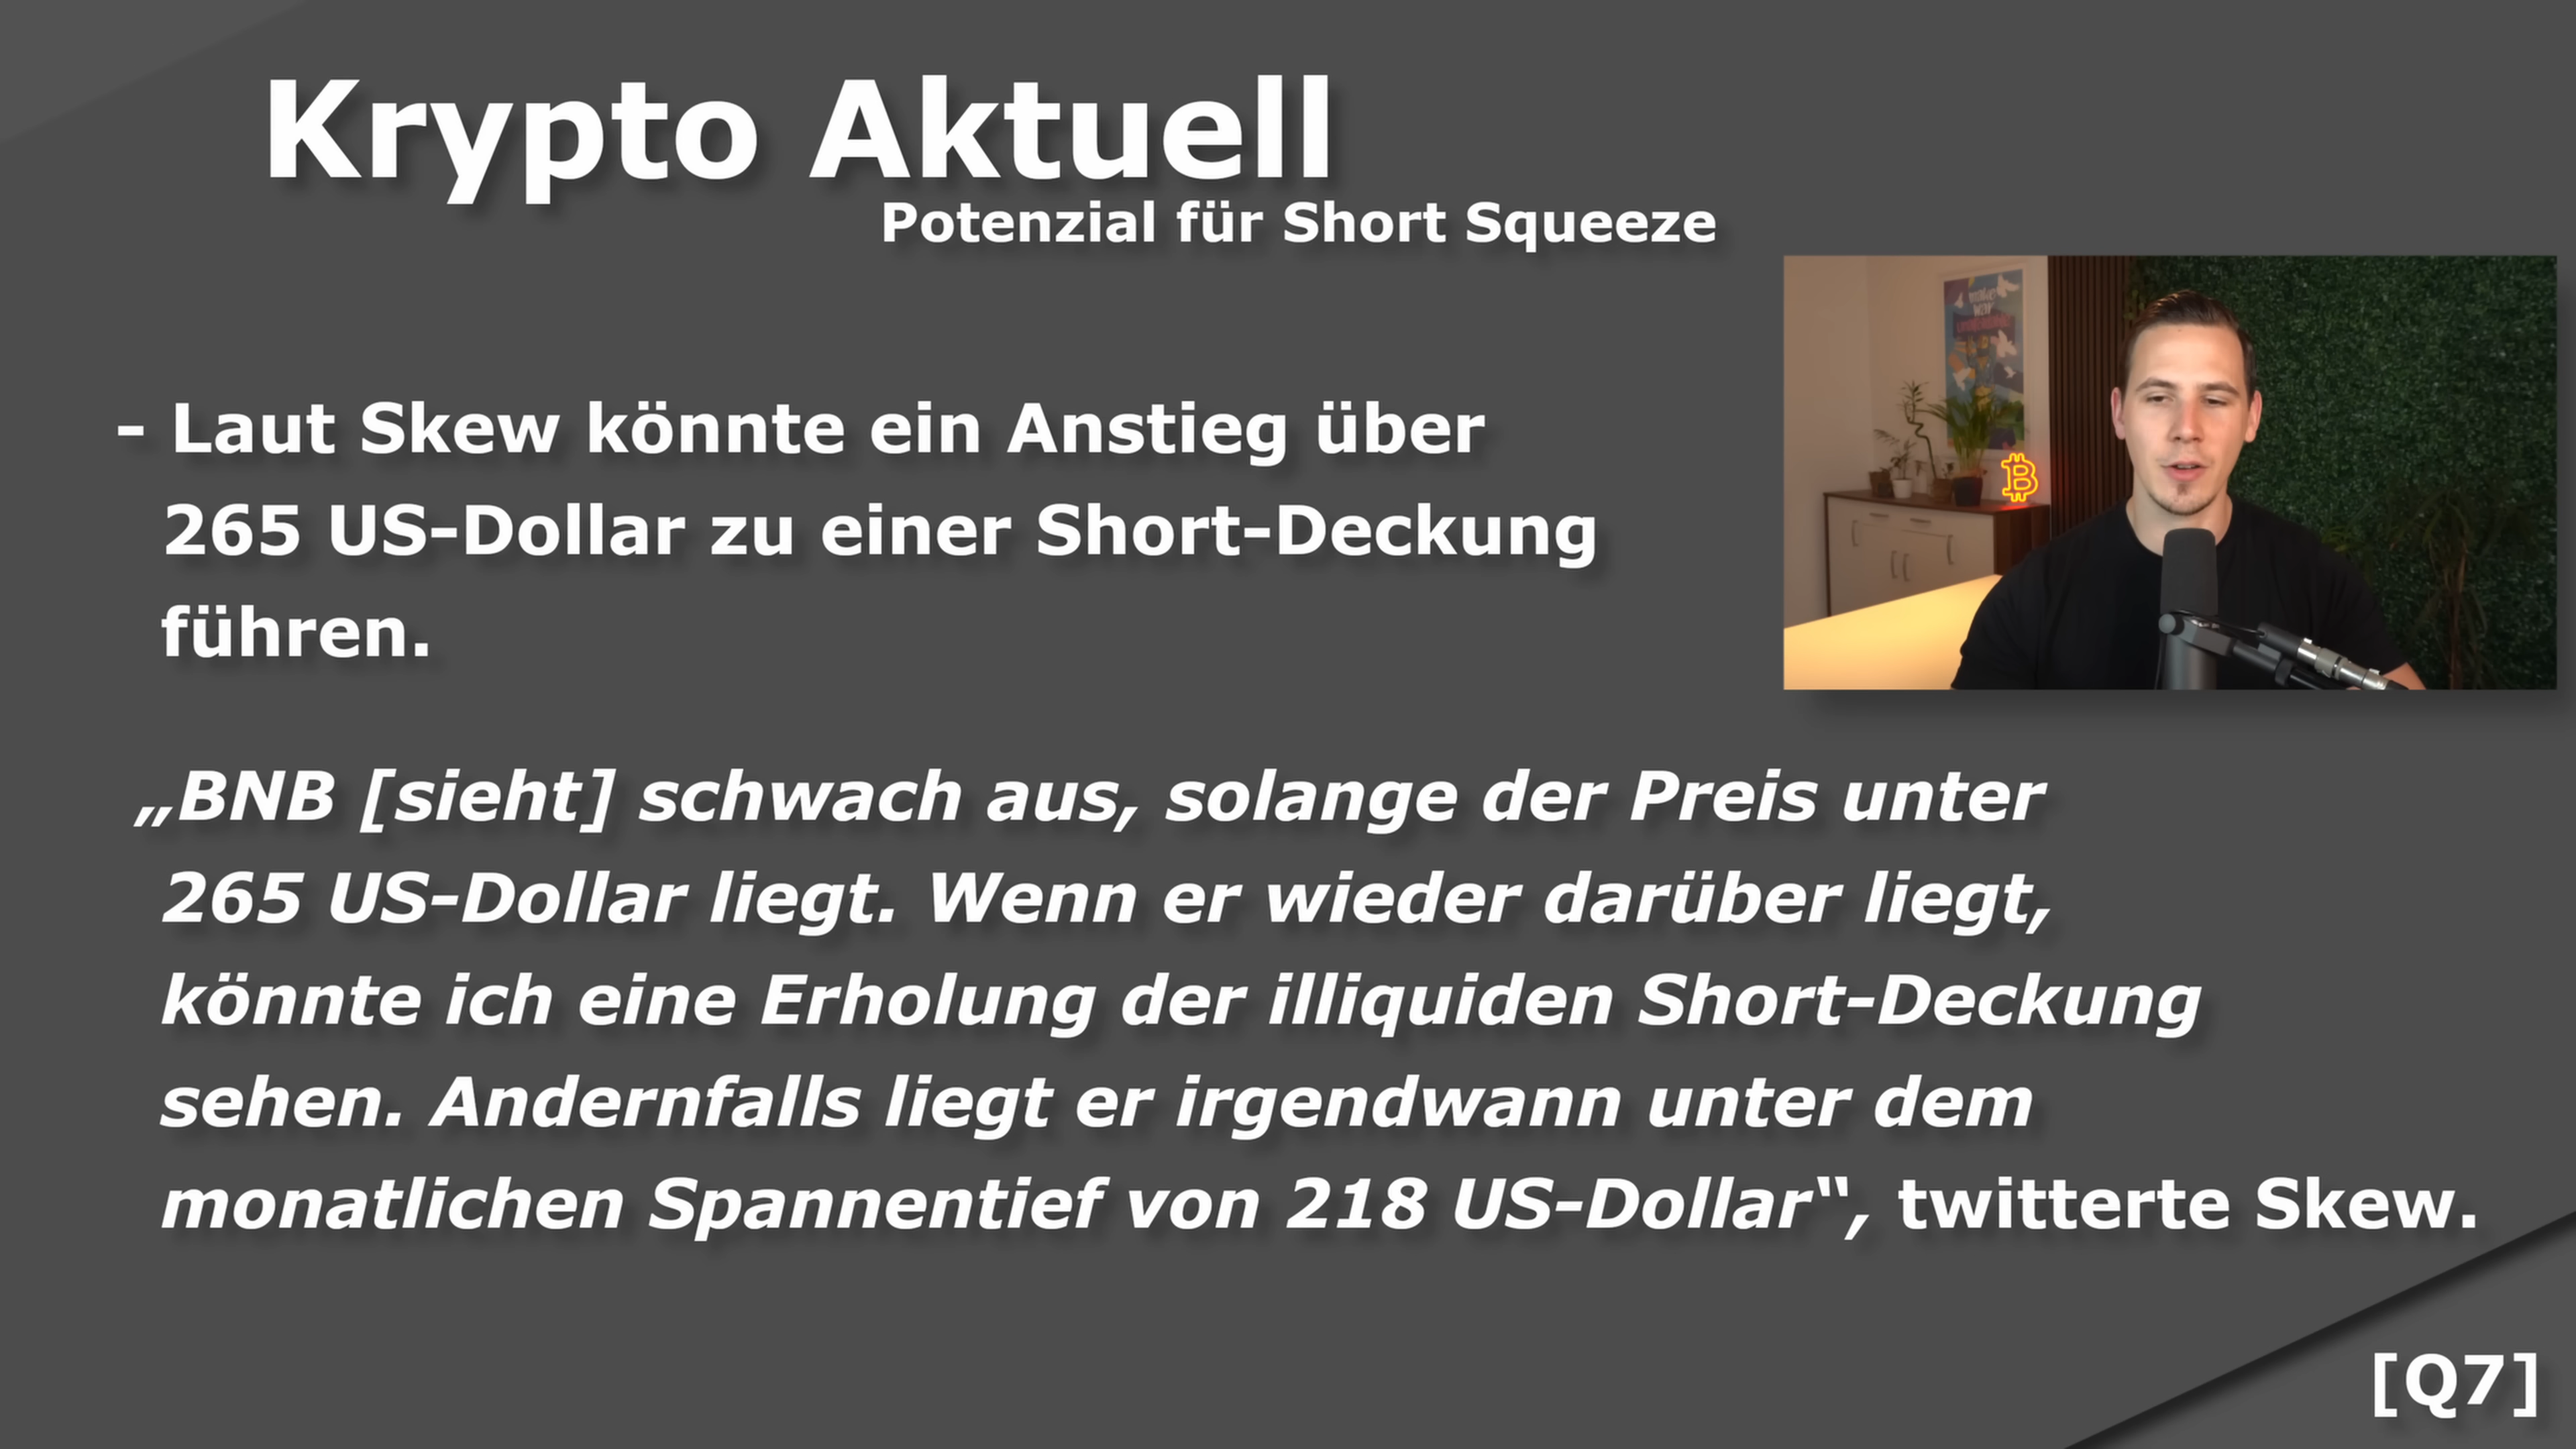 Krypto Aktuell
Potenzial für Short Squeeze
- Laut Skew könnte ein Anstieg über
265 US-Dollar zu einer Short-Deckung
führen.
„BNB [sieht] schwach aus, solange der Preis unter
265 US-Dollar liegt. Wenn er wieder darüber liegt,
könnte ich eine Erholung der illiquiden Short-Deckung
sehen. Andernfalls liegt er irgendwann unter dem
monatlichen Spannentief von 218 US-Dollar“, twitterte Skew.
[Q7]